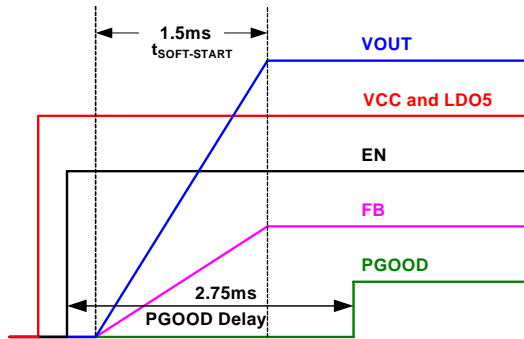 1.5ms
tSOFT-START
VOUT
VCC and LDO5
EN
FB
PGOOD
2.75ms
PGOOD Delay